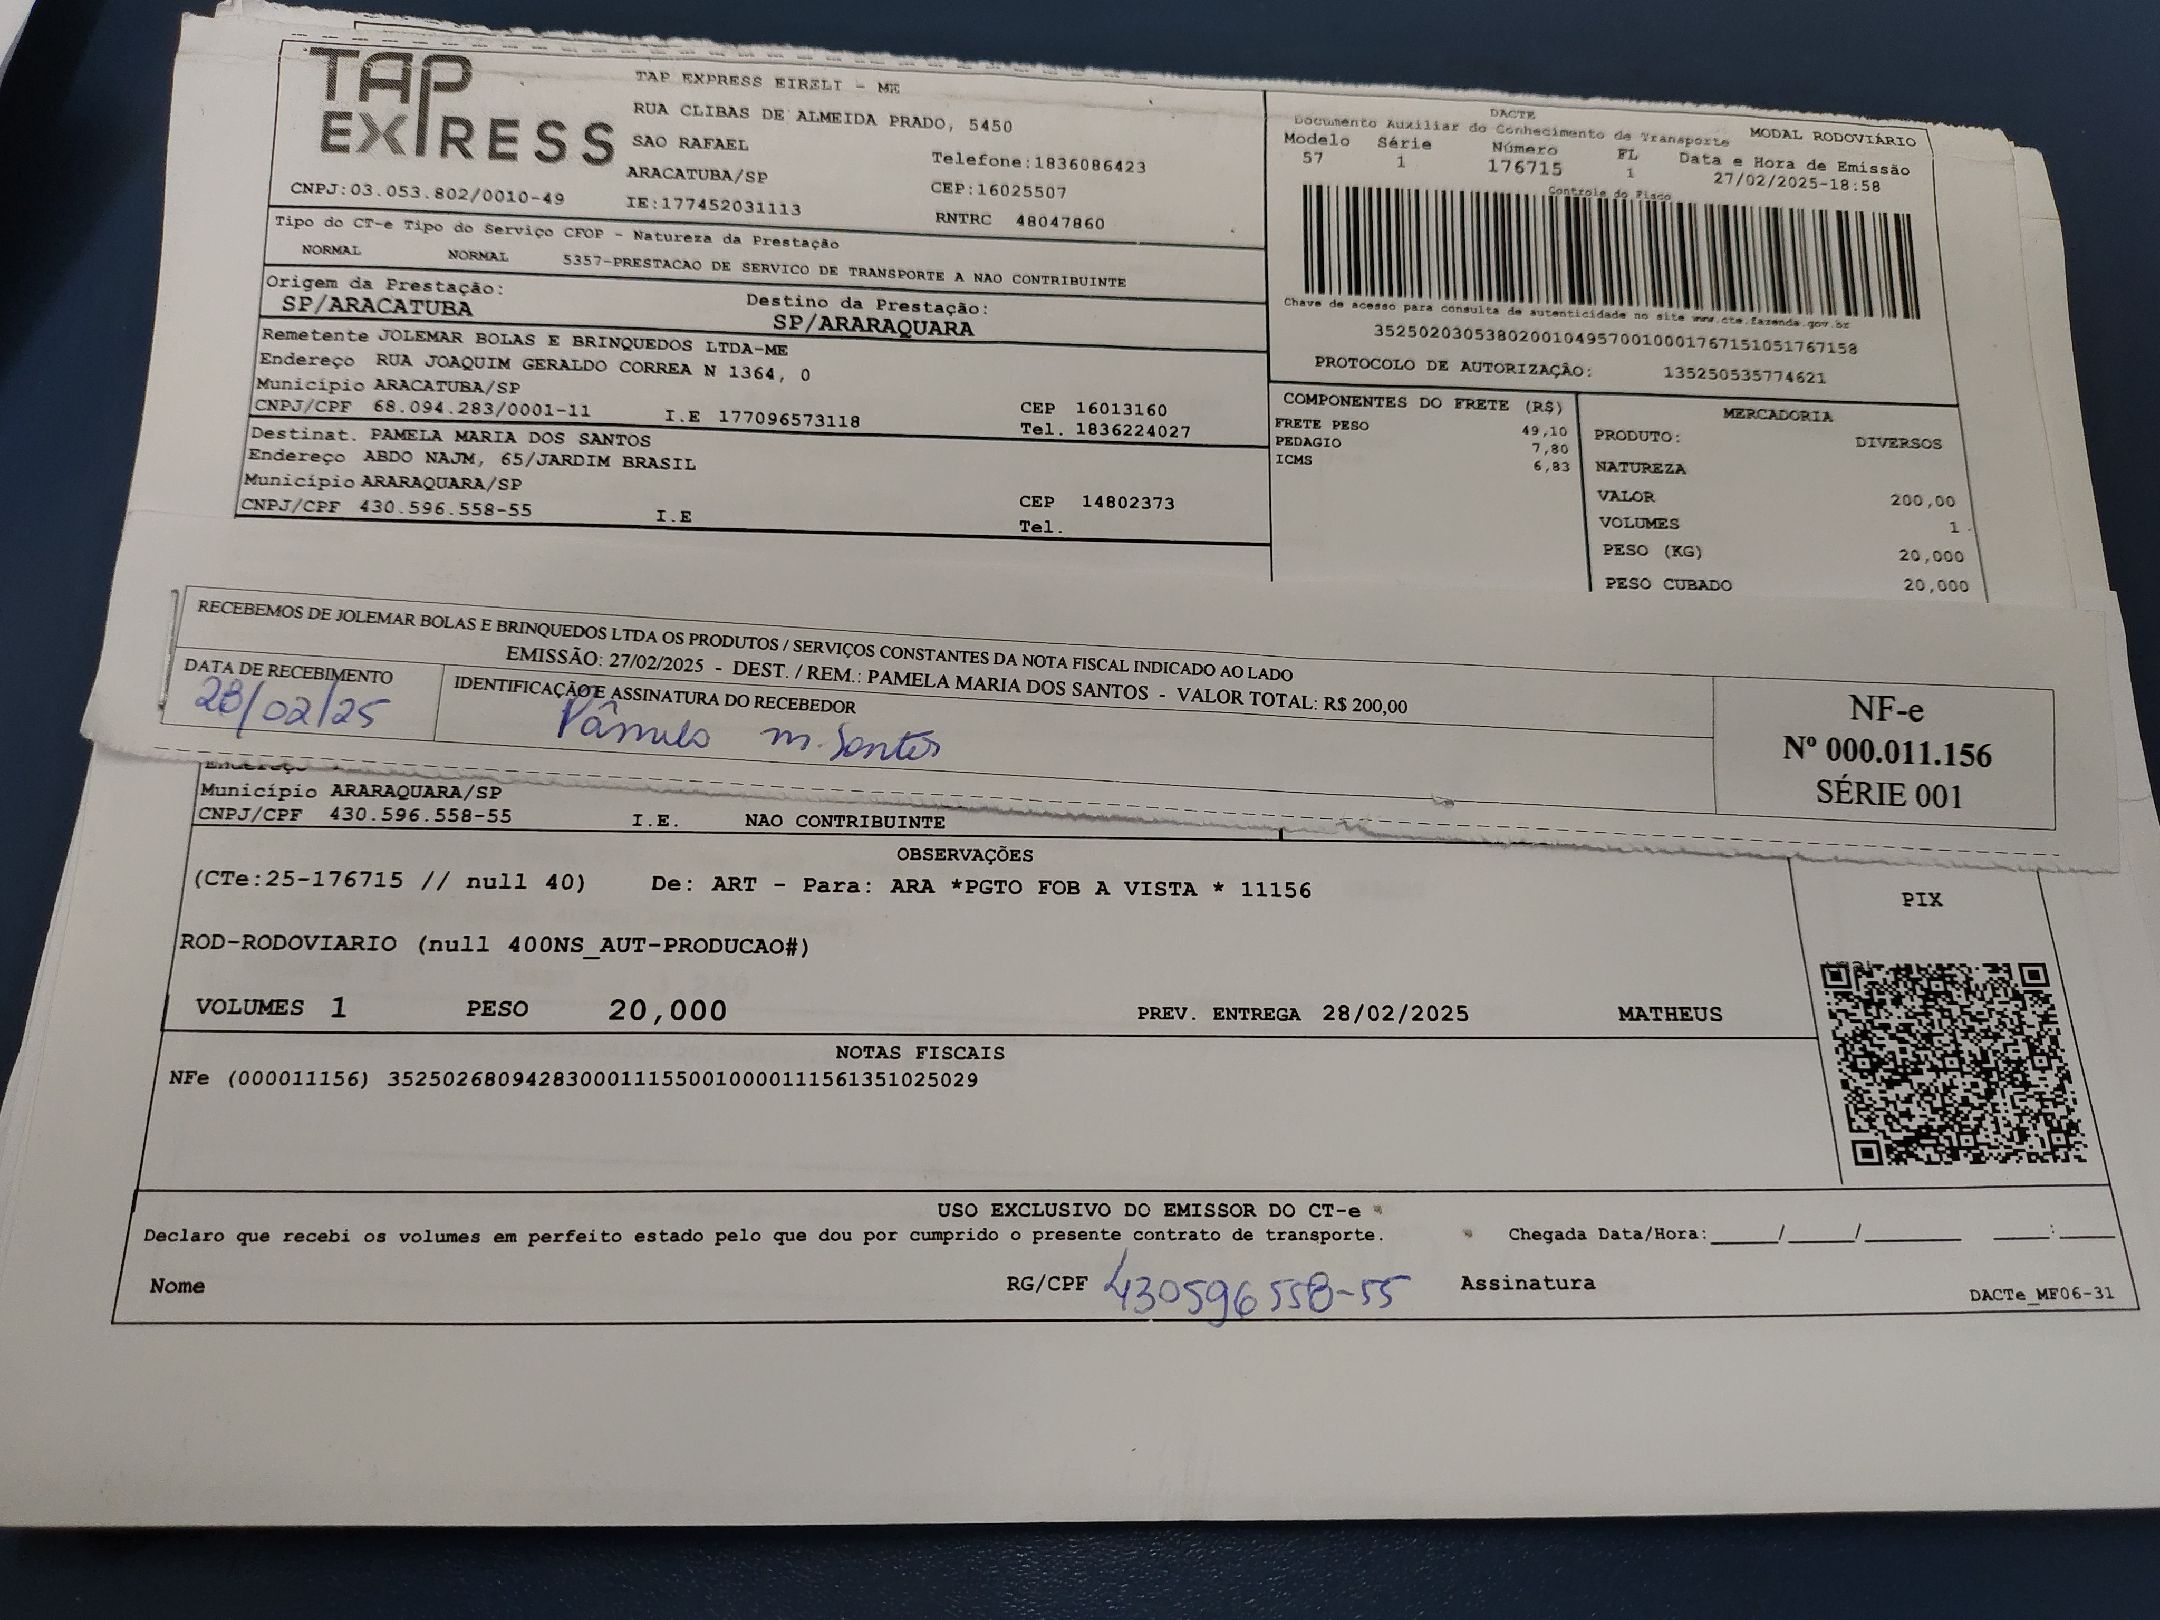 TAP
EXPRESS
CNPJ:03.053.802/0010-49
TAP EXPRESS EIRELI - ME
RUA CLIBAS DE ALMEIDA PRADO, 5450
SAO RAFAEL
Telefone:1836086423
ARACATUBA/SP
CEP:16025507
IE:177452031113
RNTRC 48047860
DACTE
Documento Auxiliar do Conhecimento de Transporte
MODAL RODOVIÁRIO
Modelo Série Número FL Data e Hora de Emissão
57 1 176715 1 27/02/2025-18:58
Controle do Fisco
Chave de acesso para consulta de autenticidade no site www.cte.fazenda.gov.br
35250203053802001049570010001767151051767158
PROTOCOLO DE AUTORIZAÇÃO: 135250535774621
Tipo do CT-e Tipo do Serviço CFOP - Natureza da Prestação
NORMAL NORMAL 5357-PRESTACAO DE SERVICO DE TRANSPORTE A NAO CONTRIBUINTE
Origem da Prestação: Destino da Prestação:
SP/ARACATUBA SP/ARARAQUARA
Remetente JOLEMAR BOLAS E BRINQUEDOS LTDA-ME
Endereço RUA JOAQUIM GERALDO CORREA N 1364, 0
Município ARACATUBA/SP CEP 16013160
CNPJ/CPF 68.094.283/0001-11 I.E 177096573118 Tel. 1836224027
Destinat. PAMELA MARIA DOS SANTOS
Endereço ABDO NAJM, 65/JARDIM BRASIL
Município ARARAQUARA/SP CEP 14802373
CNPJ/CPF 430.596.558-55 I.E Tel.
COMPONENTES DO FRETE (R$)
FRETE PESO 49,10
PEDAGIO 7,80
ICMS 6,83
MERCADORIA
PRODUTO: DIVERSOS
NATUREZA
VALOR 200,00
VOLUMES 1
PESO (KG) 20,000
PESO CUBADO 20,000
RECEBEMOS DE JOLEMAR BOLAS E BRINQUEDOS LTDA OS PRODUTOS / SERVIÇOS CONSTANTES DA NOTA FISCAL INDICADO AO LADO
EMISSÃO: 27/02/2025 - DEST. / REM.: PAMELA MARIA DOS SANTOS - VALOR TOTAL: R$ 200,00
DATA DE RECEBIMENTO
28/02/25
IDENTIFICAÇÃO E ASSINATURA DO RECEBEDOR
Pâmela M. Santos
NF-e
Nº 000.011.156
SÉRIE 001
Endereço
Município ARARAQUARA/SP
CNPJ/CPF 430.596.558-55 I.E. NAO CONTRIBUINTE
OBSERVAÇÕES
(CTe:25-176715 // null 40) De: ART - Para: ARA *PGTO FOB A VISTA * 11156
ROD-RODOVIARIO (null 400NS_AUT-PRODUCAO#)
VOLUMES 1 PESO 20,000 PREV. ENTREGA 28/02/2025 MATHEUS
PIX
NOTAS FISCAIS
NFe (000011156) 35250268094283000111550010000111561351025029
USO EXCLUSIVO DO EMISSOR DO CT-e
Declaro que recebi os volumes em perfeito estado pelo que dou por cumprido o presente contrato de transporte.
Chegada Data/Hora:_____/_____/_______ ____:____
Nome RG/CPF 430596558-55 Assinatura
DACTe_MF06-31